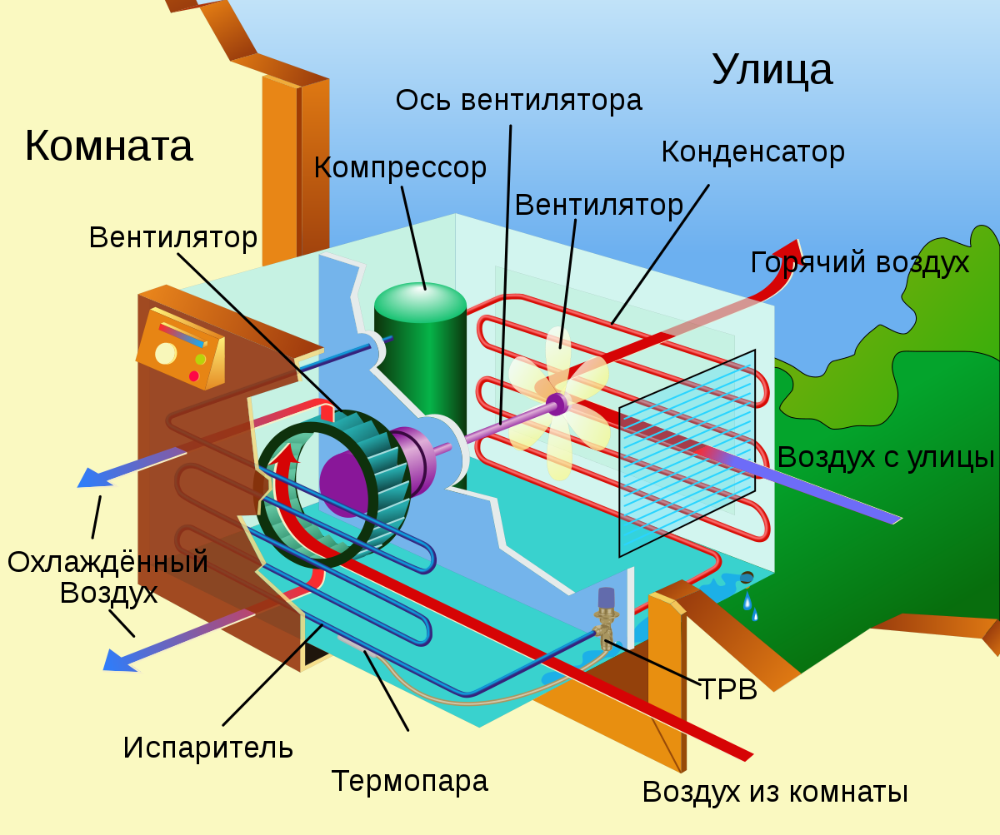 Улица
Ось вентилятора
Комната
Конденсатор
Компрессор
Вентилятор
Вентилятор
Горячий воздух
Воздух с улицы
Охлаждённый
Воздух
ТРВ
Испаритель
Термопара
Воздух из комнаты